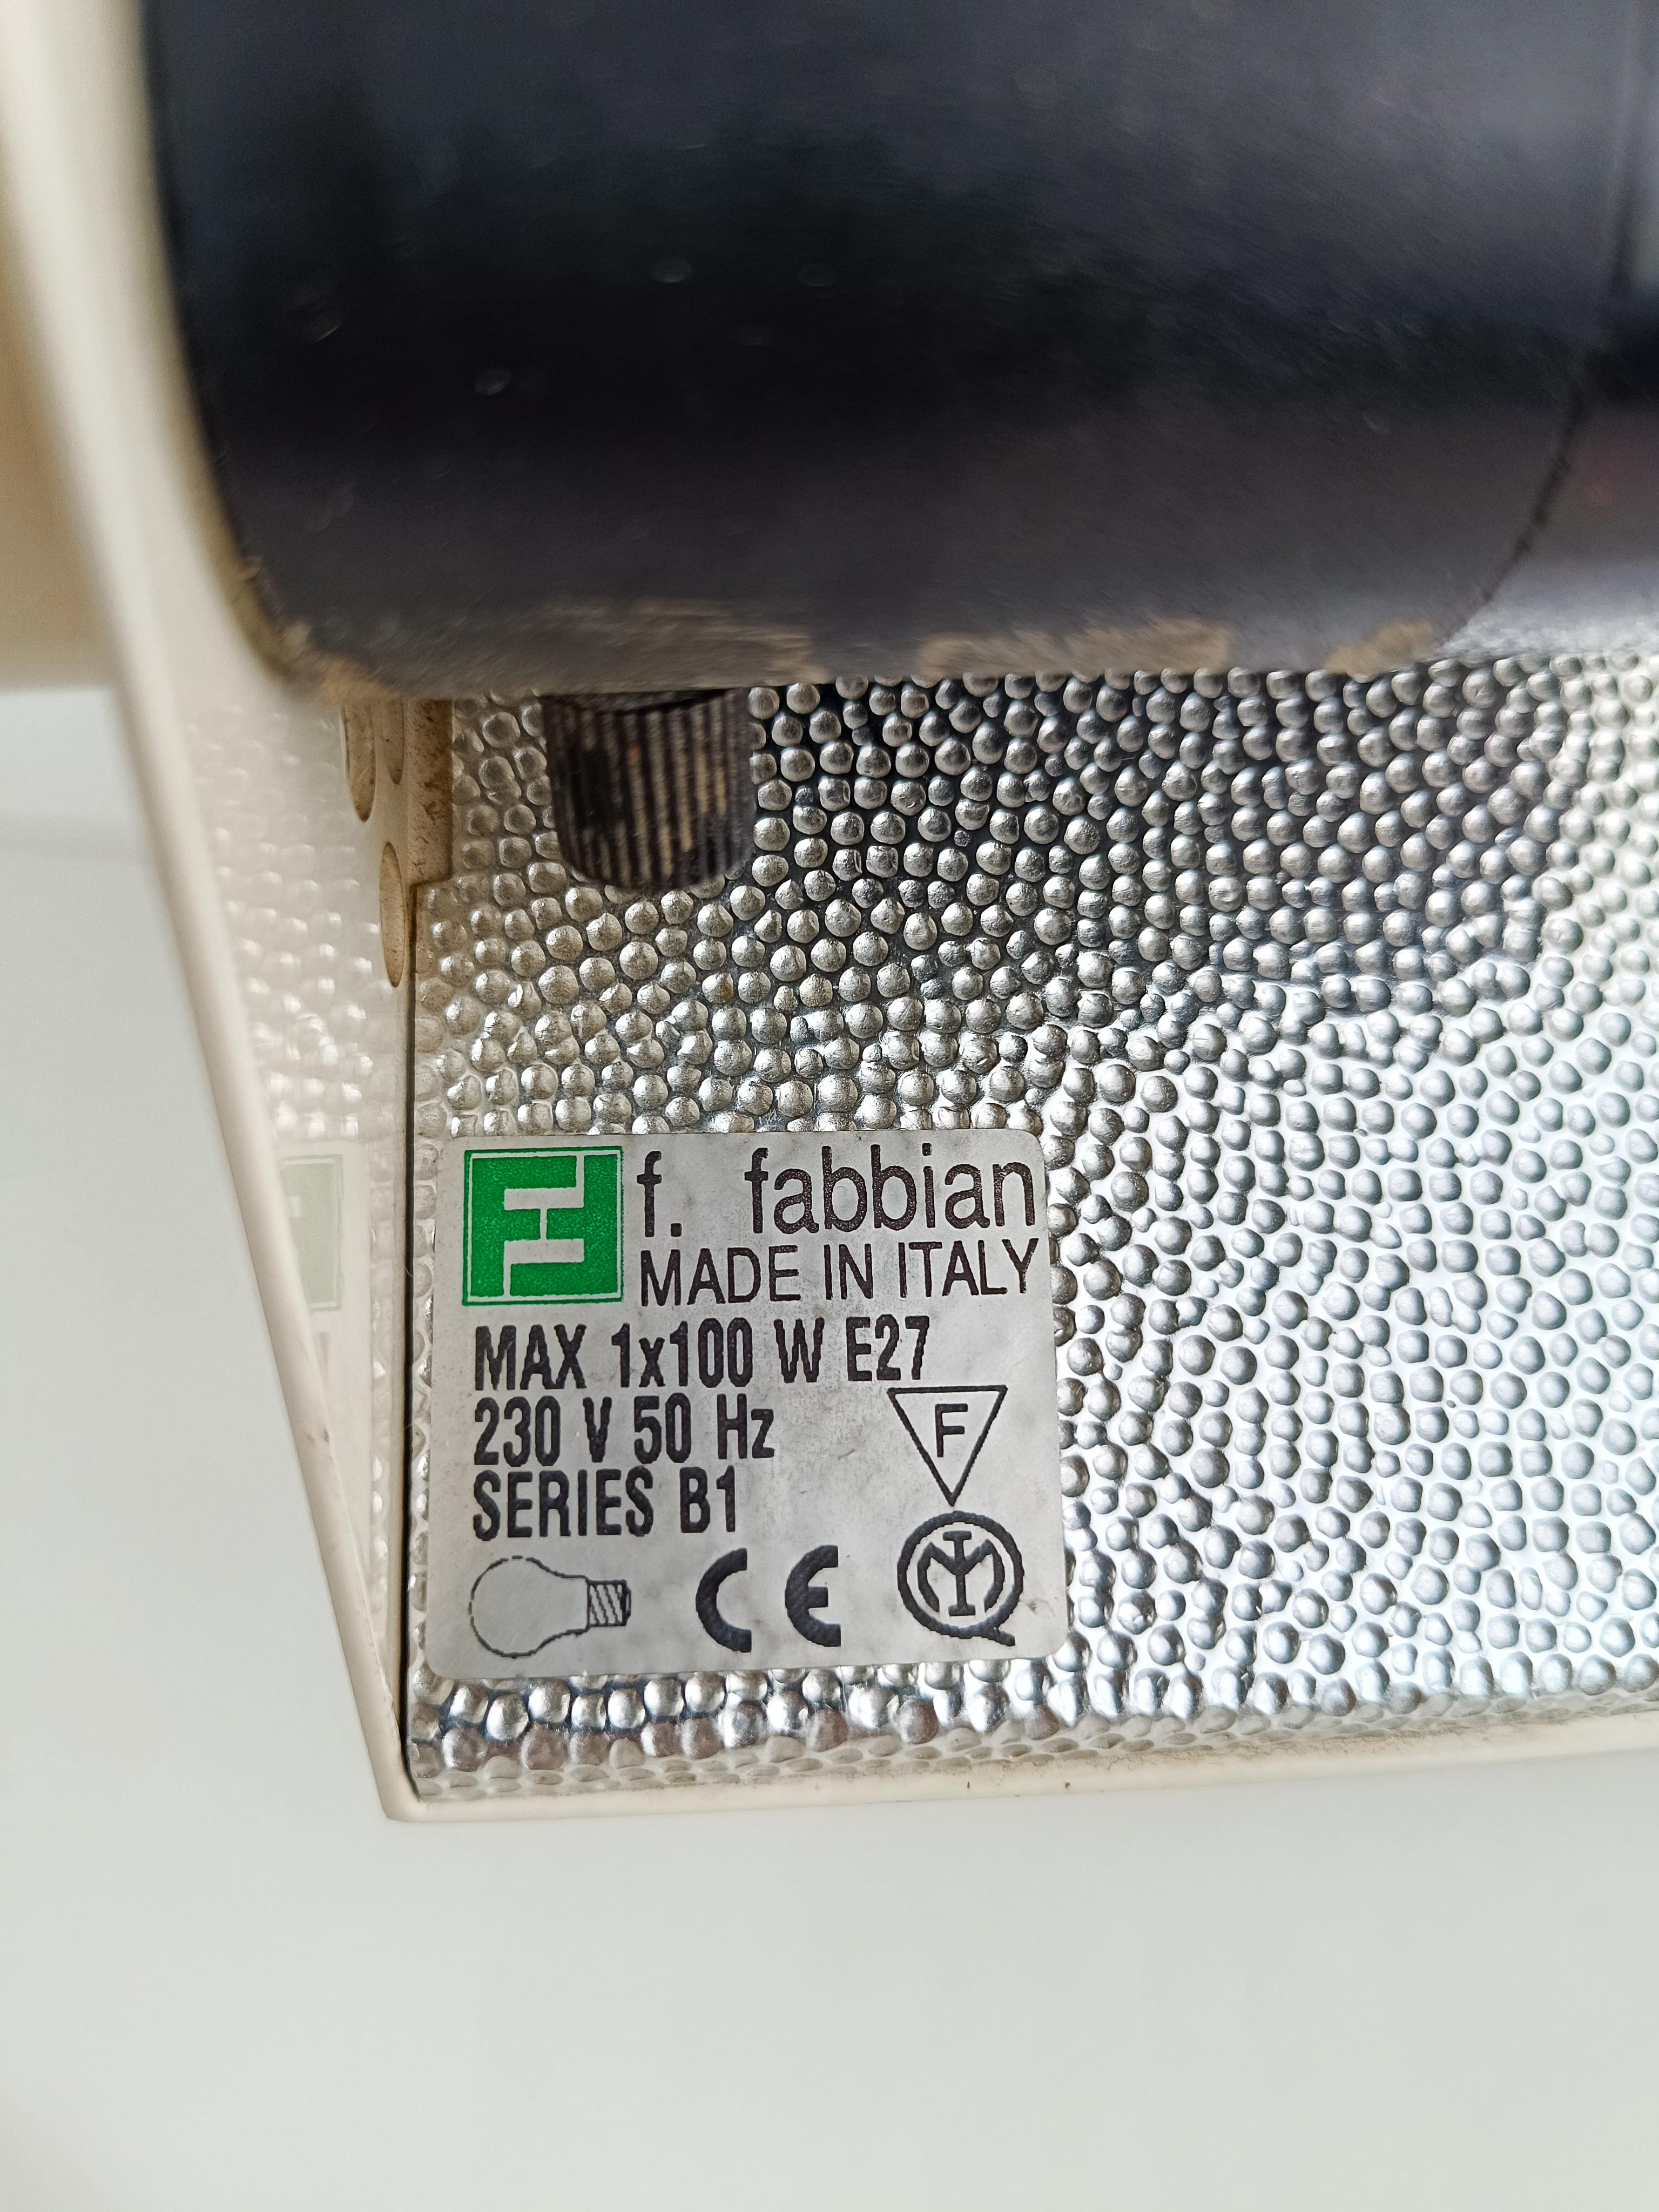 f. fabbian
MADE IN ITALY
MAX 1x100 W E27
230 V 50 Hz
F
SERIES B1
CE